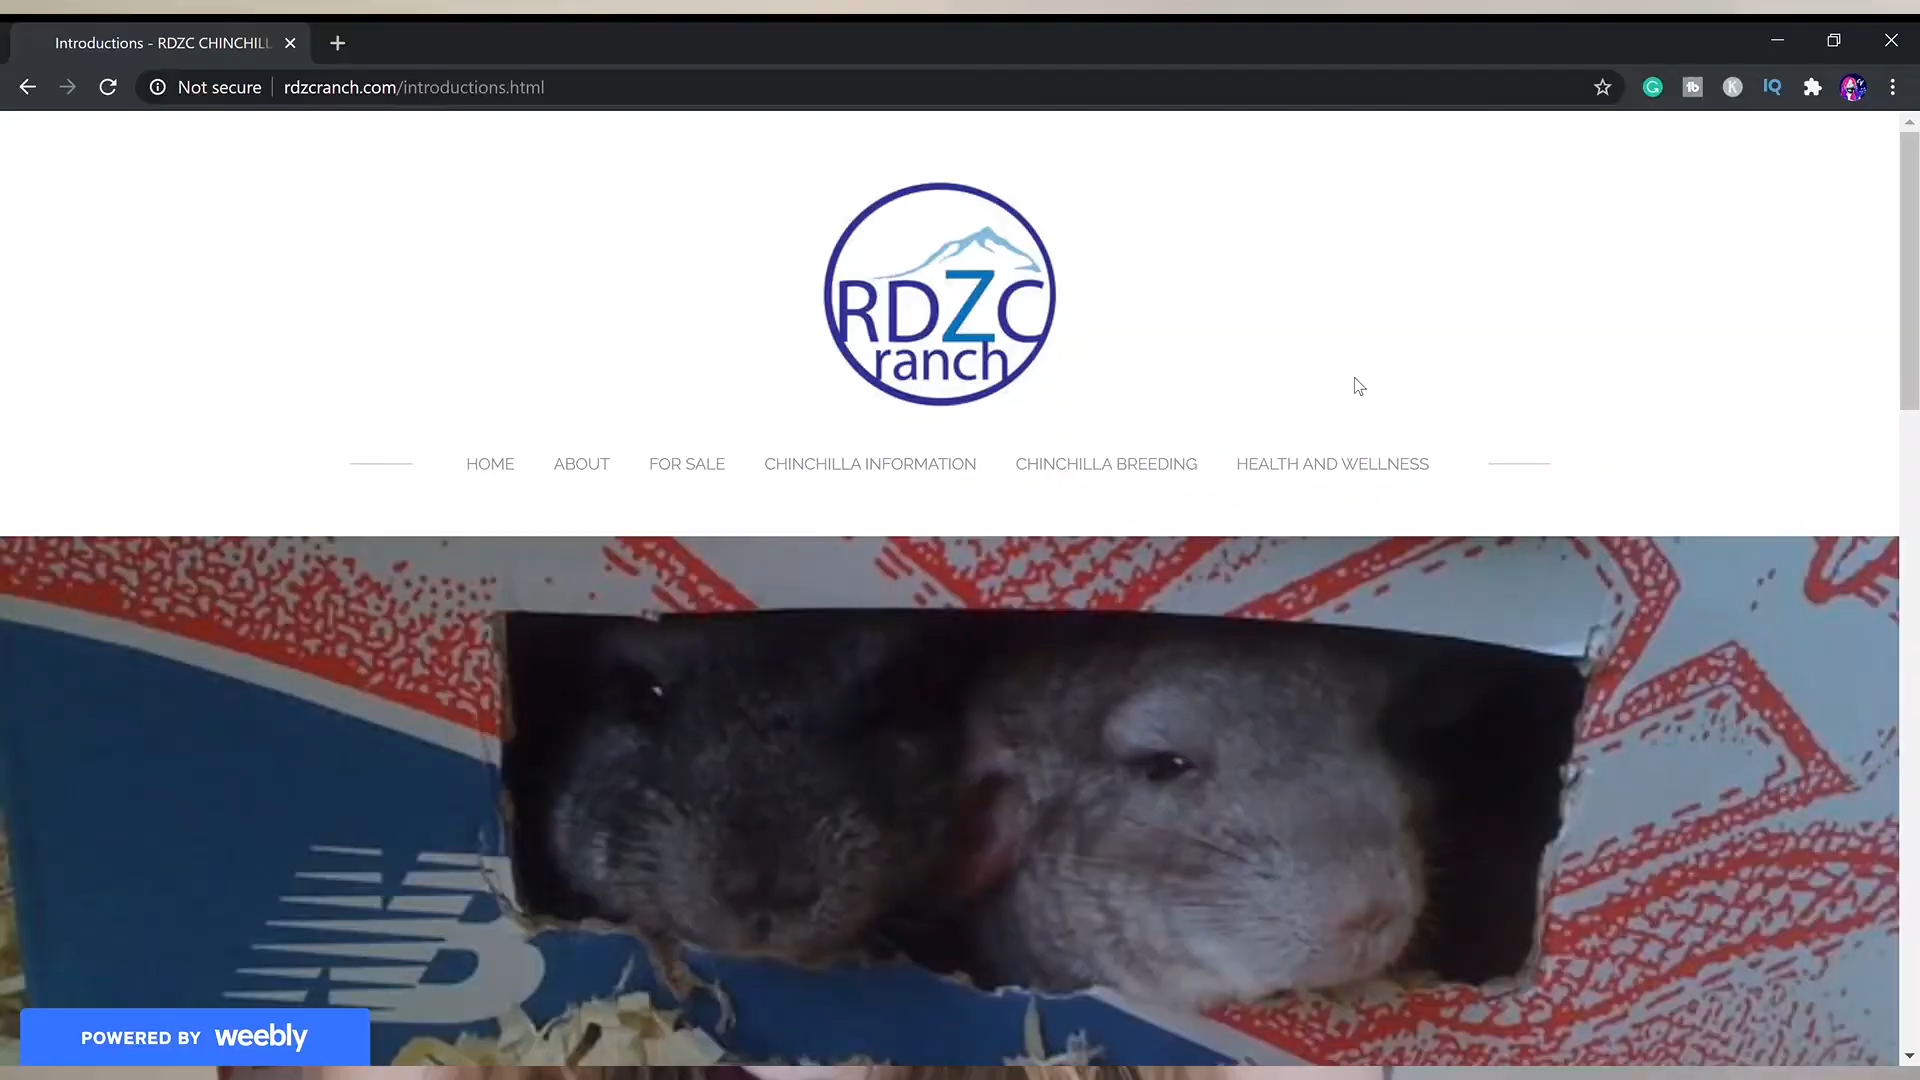 Introductions - RDZC CHINCHILL
Not secure
rdzcranch.com/introductions.html
RDZC
ranch
HOME
ABOUT
FOR SALE
CHINCHILLA INFORMATION
CHINCHILLA BREEDING
HEALTH AND WELLNESS
POWERED BY weebly